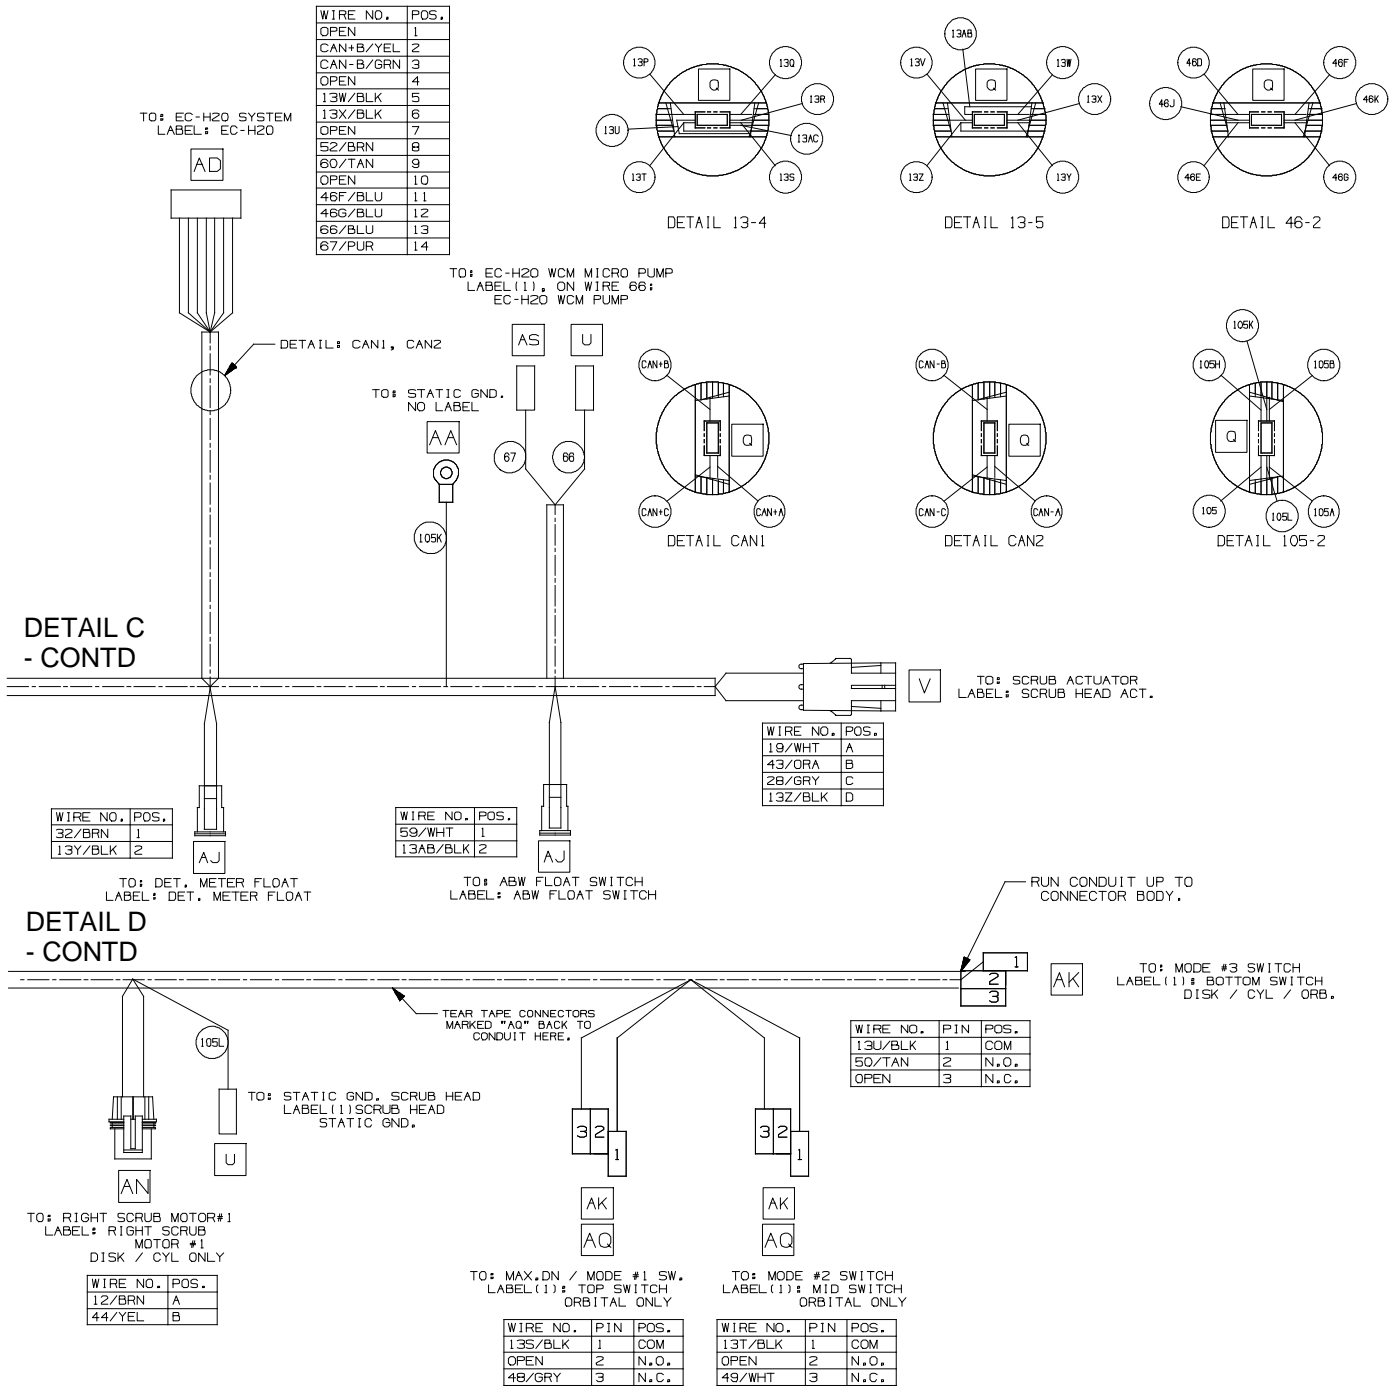 WIRE NO. POS.
OPEN 1
CAN+B/YEL 2
CAN-B/GRN 3
OPEN 4
13W/BLK 5
13X/BLK 6
OPEN 7
52/BRN 8
60/TAN 9
OPEN 10
46F/BLU 11
46G/BLU 12
66/BLU 13
67/PUR 14
TO: EC-H2O SYSTEM
LABEL: EC-H2O
AD
13P
13Q
13R
13U
13AC
13T
13S
Q
DETAIL 13-4
13AB
13V
13W
13X
13Z
13Y
Q
DETAIL 13-5
46D
46F
46J
46K
46E
46G
Q
DETAIL 46-2
TO: EC-H2O WCM MICRO PUMP
LABEL(1), ON WIRE 66:
EC-H2O WCM PUMP
AS
U
67
66
DETAIL: CAN1, CAN2
TO: STATIC GND.
NO LABEL
AA
105K
CAN+B
Q
CAN+C
CAN+A
DETAIL CAN1
CAN-B
Q
CAN-C
CAN-A
DETAIL CAN2
105K
105H
105B
Q
105
105L
105A
DETAIL 105-2
DETAIL C
- CONTD
V
TO: SCRUB ACTUATOR
LABEL: SCRUB HEAD ACT.
WIRE NO. POS.
19/WHT A
43/ORA B
28/GRY C
13Z/BLK D
WIRE NO. POS.
32/BRN 1
13Y/BLK 2
AJ
TO: DET. METER FLOAT
LABEL: DET. METER FLOAT
WIRE NO. POS.
59/WHT 1
13AB/BLK 2
AJ
TO: ABW FLOAT SWITCH
LABEL: ABW FLOAT SWITCH
DETAIL D
- CONTD
RUN CONDUIT UP TO
CONNECTOR BODY.
1
2
3
AK
TO: MODE #3 SWITCH
LABEL(1): BOTTOM SWITCH
DISK / CYL / ORB.
WIRE NO. PIN POS.
13U/BLK 1 COM
50/TAN 2 N.O.
OPEN 3 N.C.
TEAR TAPE CONNECTORS
MARKED "AQ" BACK TO
CONDUIT HERE.
105L
TO: STATIC GND. SCRUB HEAD
LABEL(1)SCRUB HEAD
STATIC GND.
U
AN
TO: RIGHT SCRUB MOTOR#1
LABEL: RIGHT SCRUB
MOTOR #1
DISK / CYL ONLY
WIRE NO. POS.
12/BRN A
44/YEL B
3 2
1
AK
AQ
TO: MAX.DN / MODE #1 SW.
LABEL(1): TOP SWITCH
ORBITAL ONLY
WIRE NO. PIN POS.
13S/BLK 1 COM
OPEN 2 N.O.
48/GRY 3 N.C.
3 2
1
AK
AQ
TO: MODE #2 SWITCH
LABEL(1): MID SWITCH
ORBITAL ONLY
WIRE NO. PIN POS.
13T/BLK 1 COM
OPEN 2 N.O.
49/WHT 3 N.C.